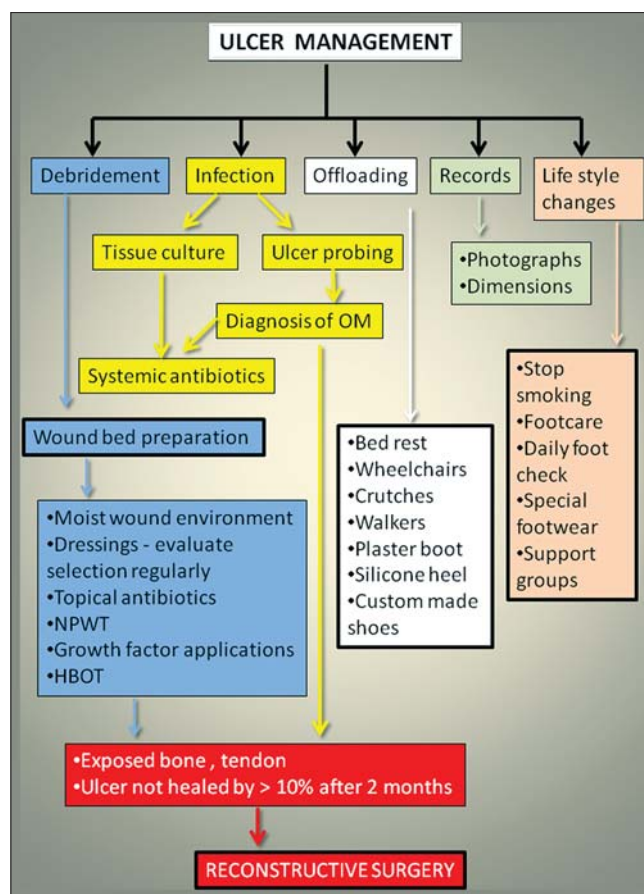 ULCER MANAGEMENT
Debridement
Infection
Offloading
Records
Life style
changes
Tissue culture
Ulcer probing
•Photographs
•Dimensions
Diagnosis of OM
Systemic antibiotics
•Stop
smoking
•Footcare
•Daily foot
check
•Special
footwear
•Support
groups
Wound bed preparation
•Bed rest
•Wheelchairs
•Crutches
•Walkers
•Plaster boot
•Silicone heel
•Custom made
shoes
•Moist wound environment
•Dressings - evaluate
selection regularly
•Topical antibiotics
•NPWT
•Growth factor applications
•HBOT
•Exposed bone , tendon
•Ulcer not healed by > 10% after 2 months
RECONSTRUCTIVE SURGERY